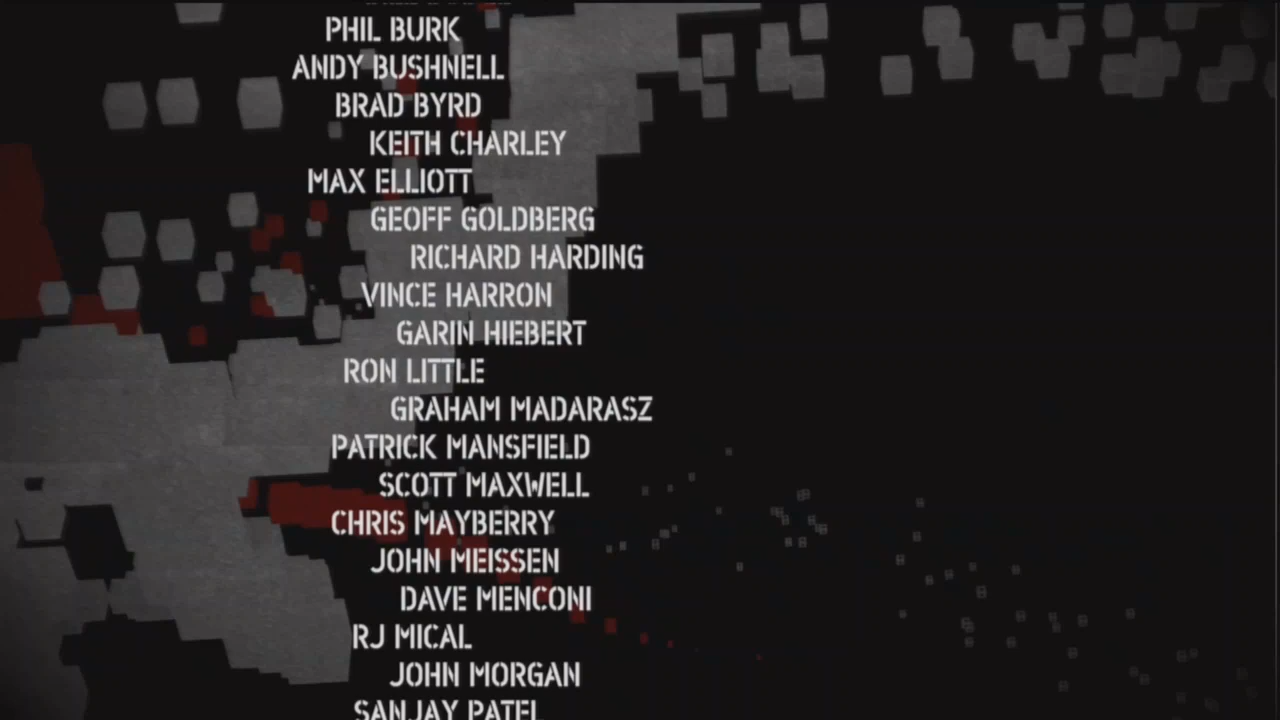 PHIL BURK
ANDY BUSHNELL
BRAD BYRD
KEITH CHARLEY
MAX ELLIOTT
GEOFF GOLDBERG
RICHARD HARDING
VINCE HARRON
GARIN HIEBERT
RON LITTLE
GRAHAM MADARASZ
PATRICK MANSFIELD
SCOTT MAXWELL
CHRIS MAYBERRY
JOHN MEISSEN
DAVE MENCONI
RJ MICAL
JOHN MORGAN
SANJAY PATEL